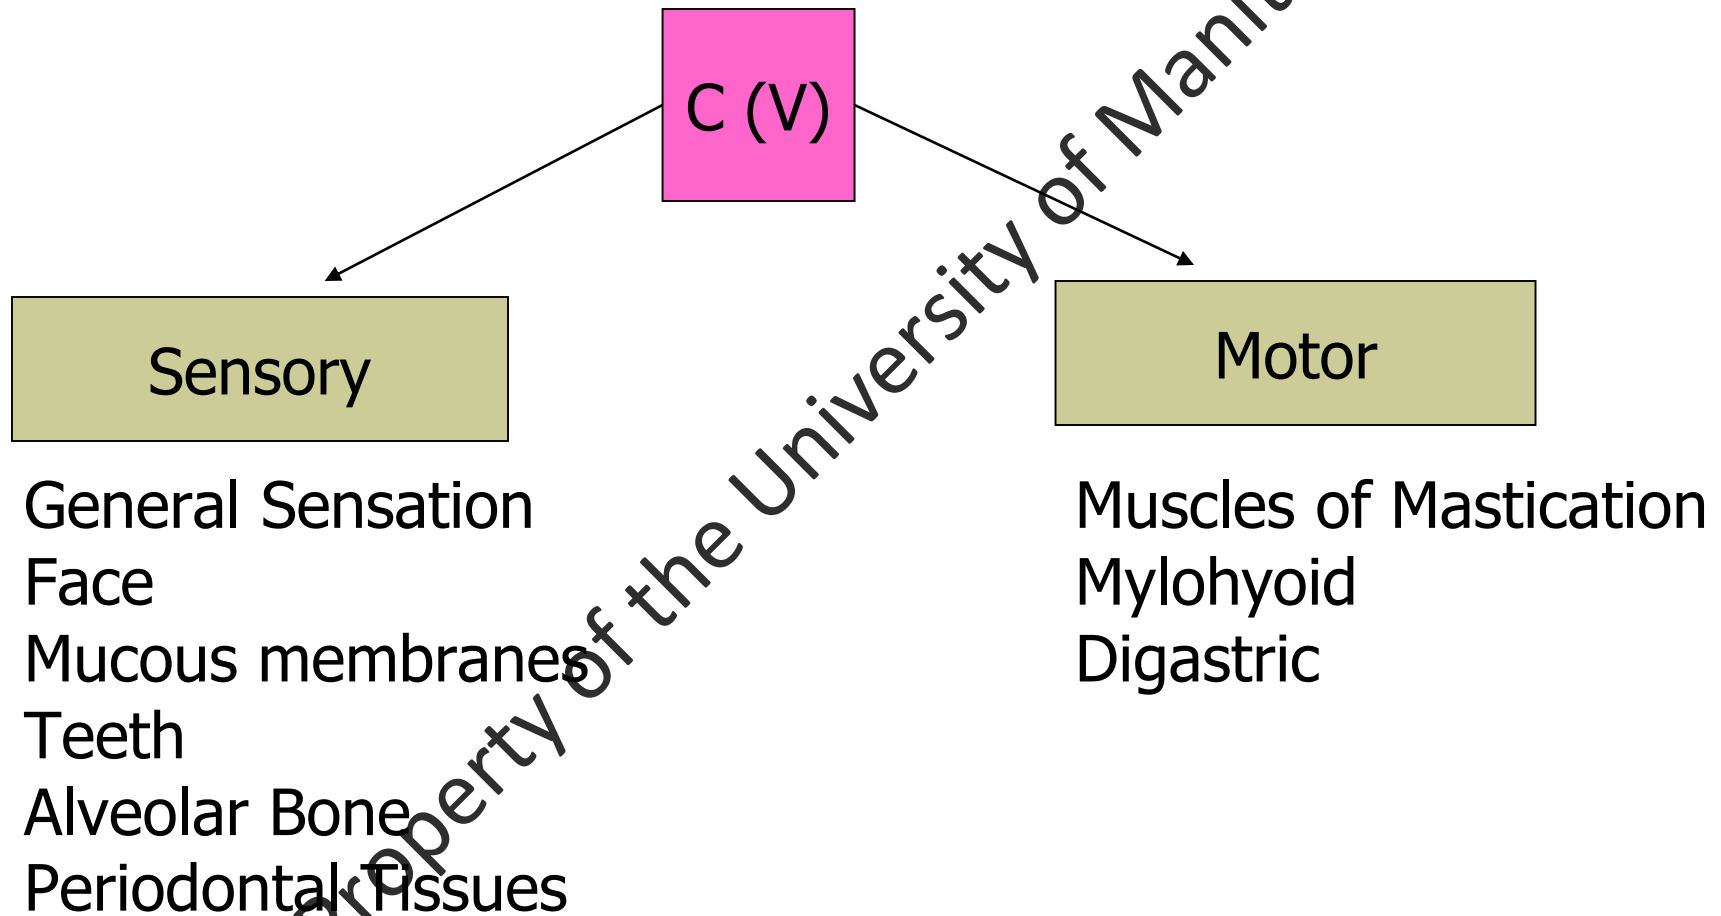 C (V)
Sensory
General Sensation
Face
Mucous membranes
Teeth
Alveolar Bone
Periodontal Tissues
Motor
Muscles of Mastication
Mylohyoid
Digastric
Property of the University of